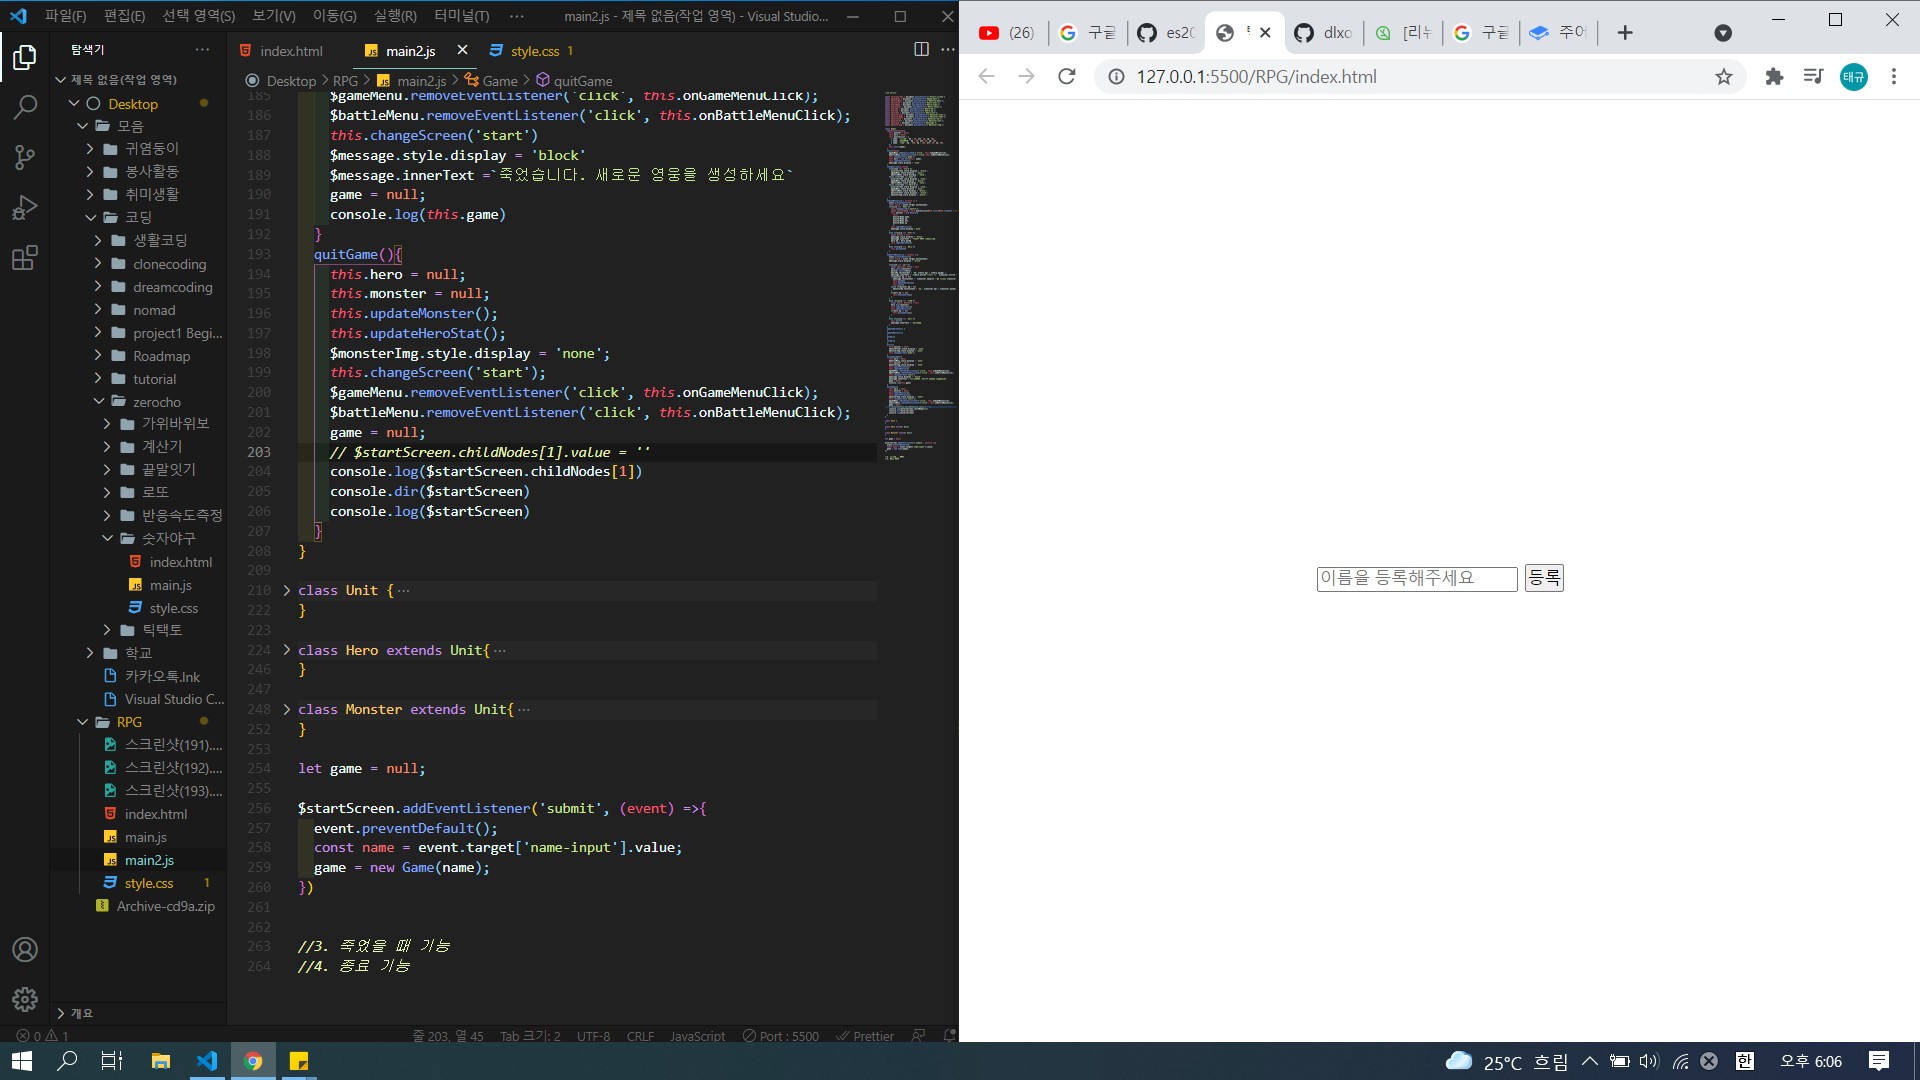 파일(F) 편집(E) 선택 영역(S) 보기(V) 이동(G) 실행(R) 터미널(T) ··· main2.js - 제목 없음(작업 영역) - Visual Studio...
탐색기
제목 없음(작업 영역)
Desktop
모음
귀염둥이
봉사활동
취미생활
코딩
생활코딩
clonecoding
dreamcoding
nomad
project1 Begi...
Roadmap
tutorial
zerocho
가위바위보
계산기
끝말잇기
로또
반응속도측정
숫자야구
index.html
main.js
style.css
틱택토
학교
카카오톡.lnk
Visual Studio C...
RPG
스크린샷(191)....
스크린샷(192)....
스크린샷(193)....
index.html
main.js
main2.js
style.css 1
Archive-cd9a.zip
개요
index.html main2.js style.css 1
Desktop > RPG > main2.js > Game > quitGame
185 $gameMenu.removeEventListener('click', this.onGameMenuClick);
186 $battleMenu.removeEventListener('click', this.onBattleMenuClick);
187 this.changeScreen('start')
188 $message.style.display = 'block'
189 $message.innerText =`죽었습니다. 새로운 영웅을 생성하세요`
190 game = null;
191 console.log(this.game)
192 }
193 quitGame(){
194 this.hero = null;
195 this.monster = null;
196 this.updateMonster();
197 this.updateHeroStat();
198 $monsterImg.style.display = 'none';
199 this.changeScreen('start');
200 $gameMenu.removeEventListener('click', this.onGameMenuClick);
201 $battleMenu.removeEventListener('click', this.onBattleMenuClick);
202 game = null;
203 // $startScreen.childNodes[1].value = ''
204 console.log($startScreen.childNodes[1])
205 console.dir($startScreen)
206 console.log($startScreen)
207 }
208 }
209
210 class Unit {···
222 }
223
224 class Hero extends Unit{···
246 }
247
248 class Monster extends Unit{···
252 }
253
254 let game = null;
255
256 $startScreen.addEventListener('submit', (event) =>{
257 event.preventDefault();
258 const name = event.target['name-input'].value;
259 game = new Game(name);
260 })
261
262
263 //3. 죽었을 때 기능
264 //4. 종료 기능
0 1 줄 203, 열 45 Tab 크기: 2 UTF-8 CRLF JavaScript Port : 5500 Prettier
(26) 구글 es20 dlxo [리누 구글 주어
127.0.0.1:5500/RPG/index.html 태규
이름을 등록해주세요 등록
25°C 흐림 한 오후 6:06